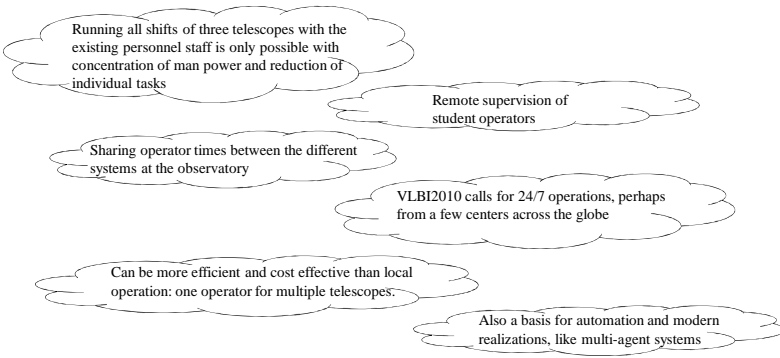 Running all shifts of three telescopes with the
existing personnel staff is only possible with
concentration of man power and reduction of
individual tasks
Remote supervision of
student operators
Sharing operator times between the different
systems at the observatory
VLBI2010 calls for 24/7 operations, perhaps
from a few centers across the globe
Can be more efficient and cost effective than local
operation: one operator for multiple telescopes.
Also a basis for automation and modern
realizations, like multi-agent systems